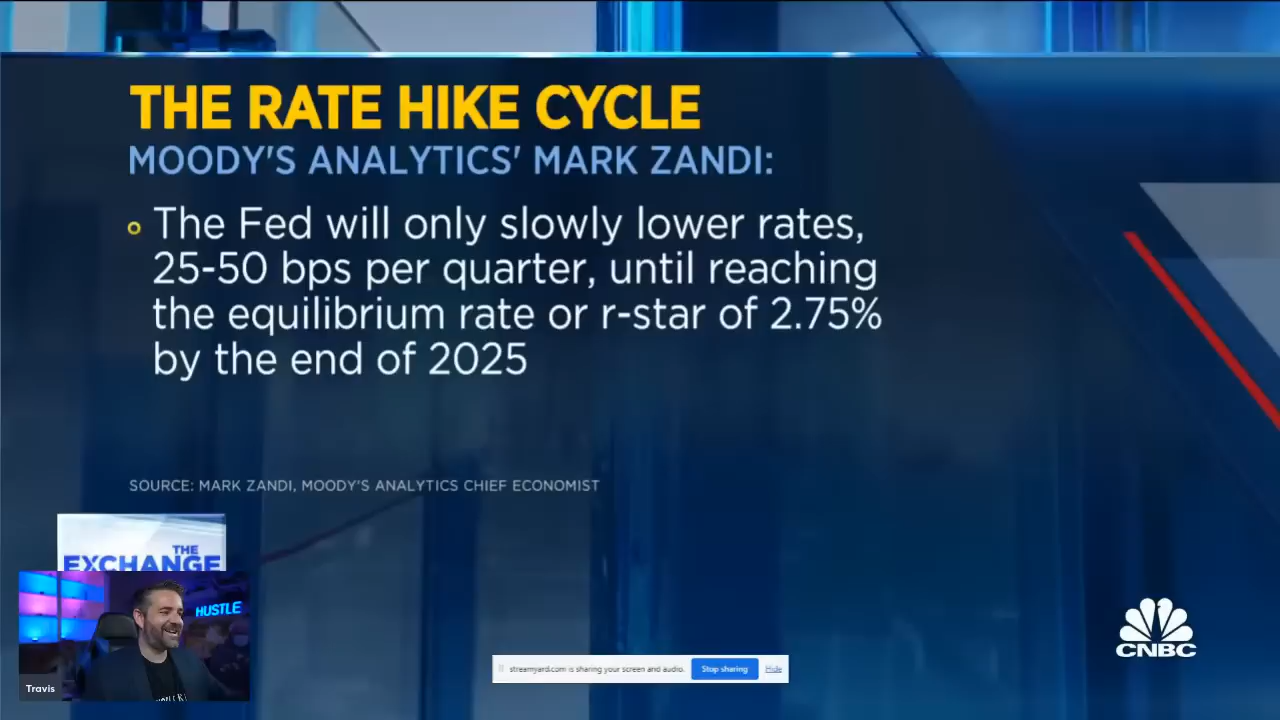 THE RATE HIKE CYCLE
MOODY'S ANALYTICS' MARK ZANDI:
The Fed will only slowly lower rates,
25-50 bps per quarter, until reaching
the equilibrium rate or r-star of 2.75%
by the end of 2025
SOURCE: MARK ZANDI, MOODY'S ANALYTICS CHIEF ECONOMIST
THE
EXCHANGE
HUSTLE
Travis
streamyard.com is sharing your screen and audio.
Stop sharing
Hide
CNBC